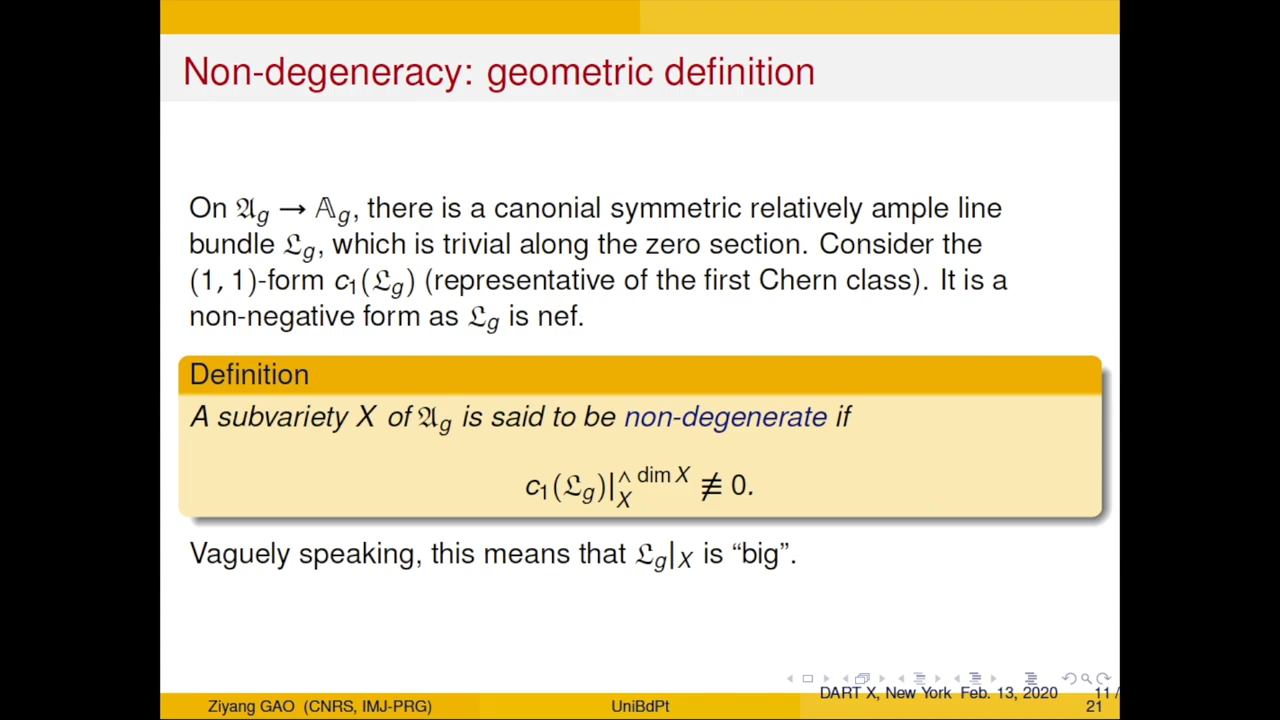 Non-degeneracy: geometric definition
On 𝔄_g → 𝔸_g, there is a canonial symmetric relatively ample line
bundle 𝔏_g, which is trivial along the zero section. Consider the
(1, 1)-form c₁(𝔏_g) (representative of the first Chern class). It is a
non-negative form as 𝔏_g is nef.
Definition
A subvariety X of 𝔄_g is said to be non-degenerate if
c₁(𝔏_g)|_X^{∧ dim X} ≢ 0.
Vaguely speaking, this means that 𝔏_g|_X is “big”.
Ziyang GAO (CNRS, IMJ-PRG)
UniBdPt
DART X, New York Feb. 13, 2020
11 /
21